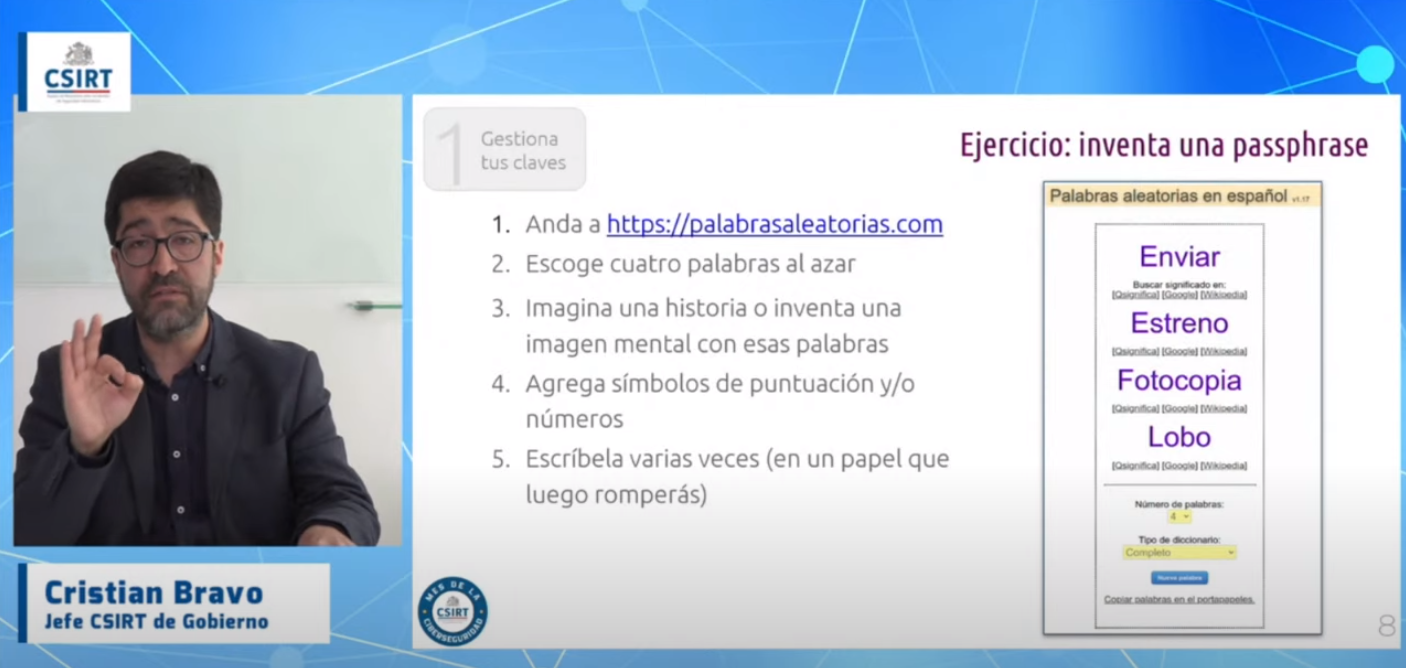 CSIRT
1
Gestiona
tus claves
Ejercicio: inventa una passphrase
1. Anda a https://palabrasaleatorias.com
2. Escoge cuatro palabras al azar
3. Imagina una historia o inventa una
imagen mental con esas palabras
4. Agrega símbolos de puntuación y/o
números
5. Escríbela varias veces (en un papel que
luego romperás)
Palabras aleatorias en español v1.17
Enviar
Buscar significado en:
[Qsignifica] [Google] [Wikipedia]
Estreno
[Qsignifica] [Google] [Wikipedia]
Fotocopia
[Qsignifica] [Google] [Wikipedia]
Lobo
[Qsignifica] [Google] [Wikipedia]
Número de palabras:
4
Tipo de diccionario:
Completo
Nueva palabra
Copiar palabras en el portapapeles.
Cristian Bravo
Jefe CSIRT de Gobierno
MES DE LA
CSIRT
CIBERSEGURIDAD
8